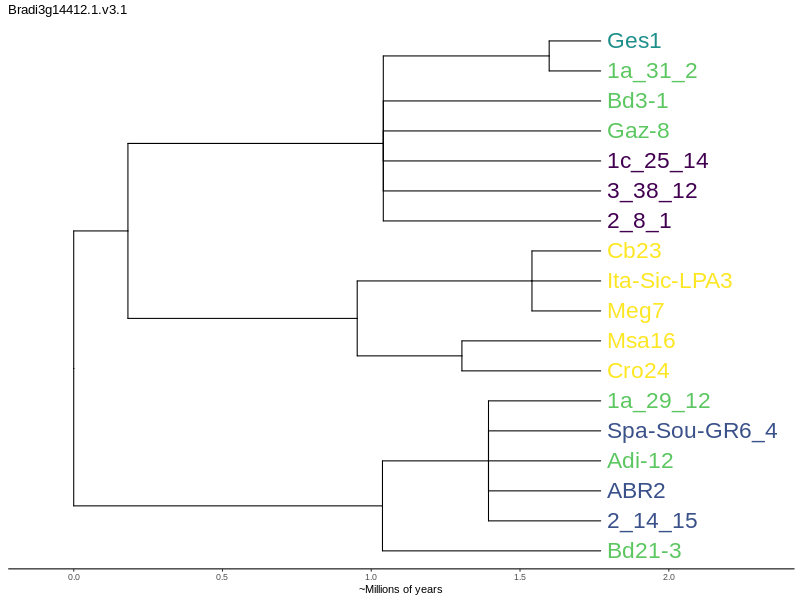 Bradi3g14412.1.v3.1
Ges1
1a_31_2
Bd3-1
Gaz-8
1c_25_14
3_38_12
2_8_1
Cb23
Ita-Sic-LPA3
Meg7
Msa16
Cro24
1a_29_12
Spa-Sou-GR6_4
Adi-12
ABR2
2_14_15
Bd21-3
0.0 0.5 1.0 1.5 2.0
~Millions of years